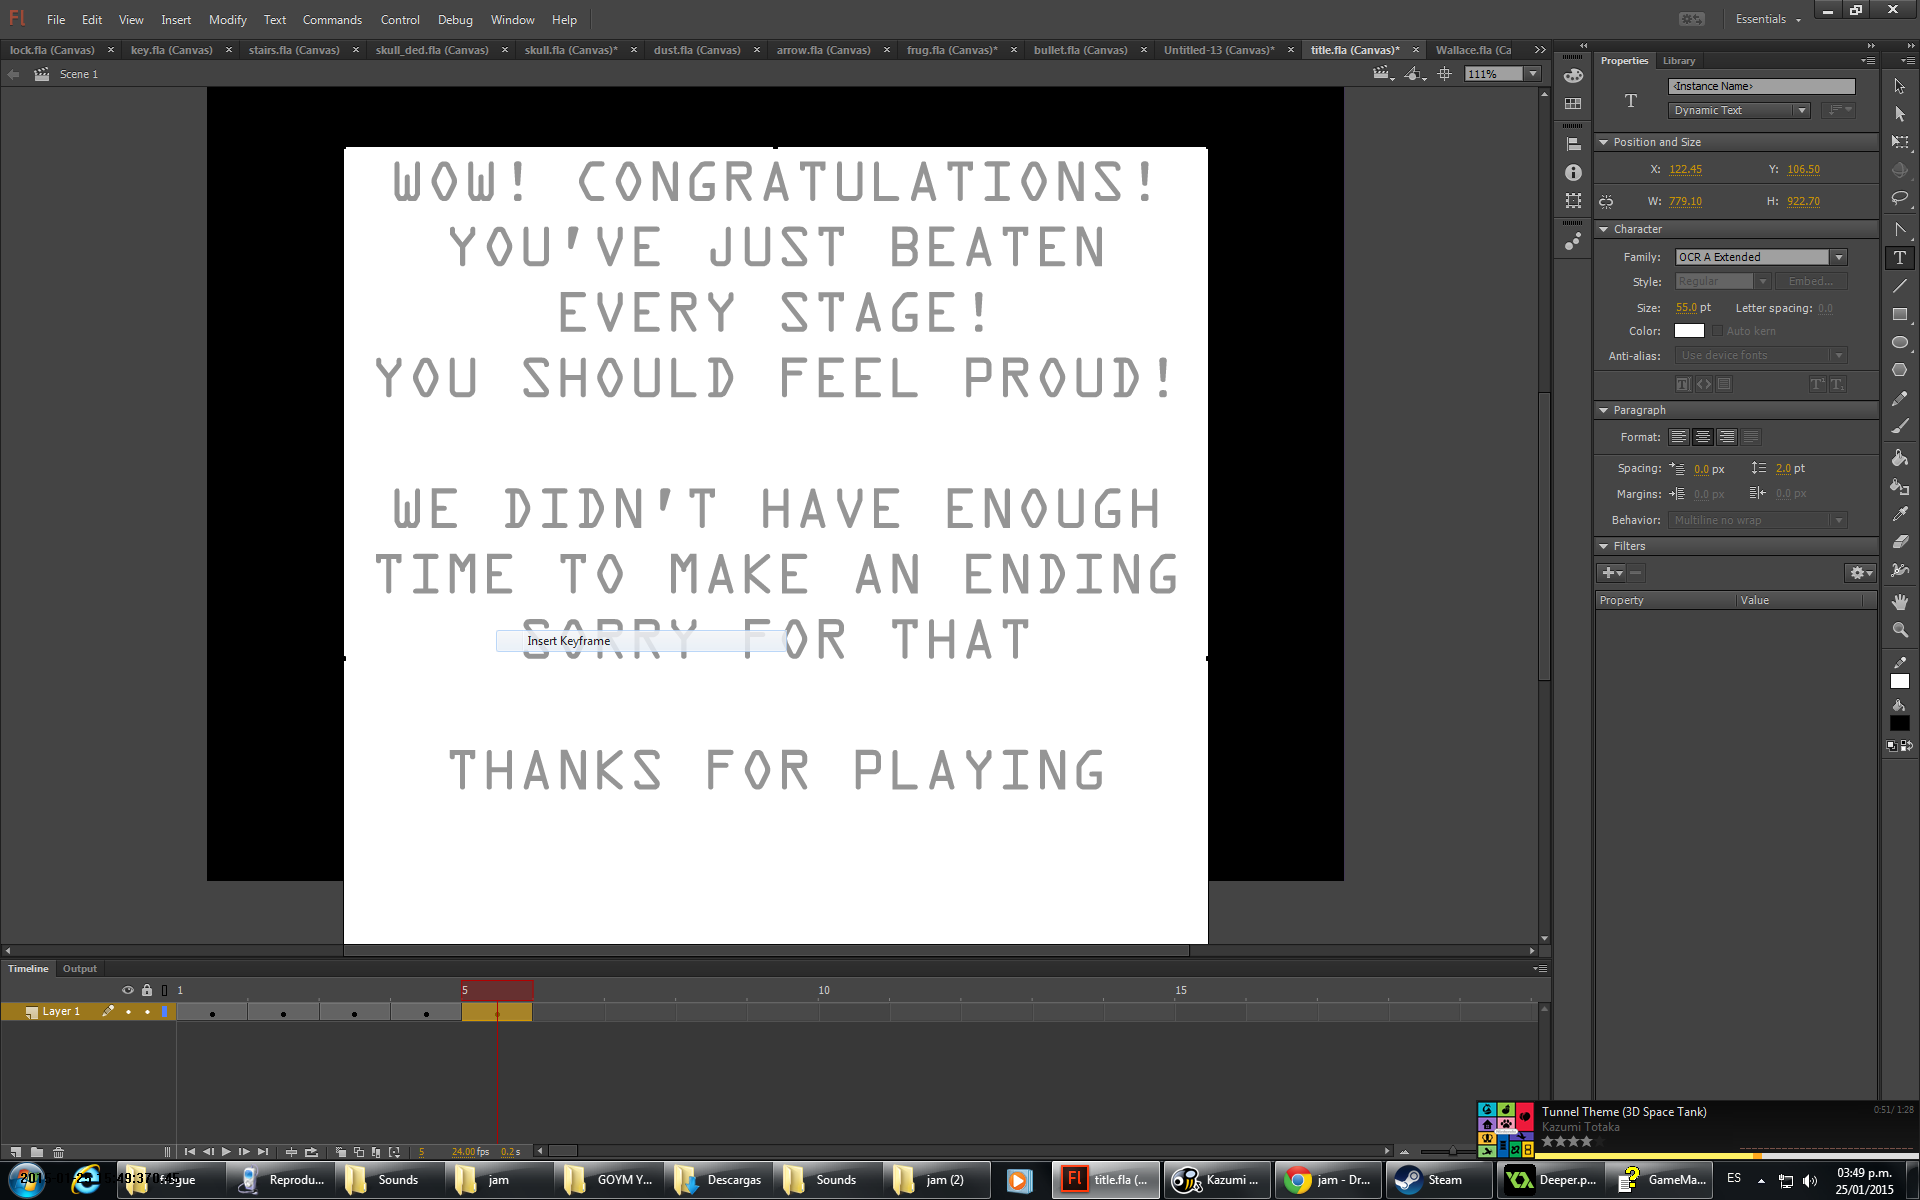 Fl File Edit View Insert Modify Text Commands Control Debug Window Help Essentials
lock.fla (Canvas) × key.fla (Canvas) × stairs.fla (Canvas) × skull_ded.fla (Canvas) × skull.fla (Canvas)* × dust.fla (Canvas) × arrow.fla (Canvas) × frug.fla (Canvas)* × bullet.fla (Canvas) × Untitled-13 (Canvas)* × title.fla (Canvas)* × Wallace.fla (Ca
Scene 1 111%
WOW! CONGRATULATIONS!
YOU'VE JUST BEATEN
EVERY STAGE!
YOU SHOULD FEEL PROUD!
WE DIDN'T HAVE ENOUGH
TIME TO MAKE AN ENDING
SORRY FOR THAT
Insert Keyframe
THANKS FOR PLAYING
Properties Library
<Instance Name>
Dynamic Text
Position and Size
X: 122.45 Y: 106.50
W: 779.10 H: 922.70
Character
Family: OCR A Extended
Style: Regular Embed...
Size: 55.0 pt Letter spacing: 0.0
Color: Auto kern
Anti-alias: Use device fonts
Paragraph
Format:
Spacing: 0.0 px 2.0 pt
Margins: 0.0 px 0.0 px
Behavior: Multiline no wrap
Filters
Property Value
Timeline Output
1 5 10 15
Layer 1
5 24.00 fps 0.2 s
Tunnel Theme (3D Space Tank) 0:51/ 1:28
Kazumi Totaka
Reprodu... Sounds jam GOYM Y... Descargas Sounds jam (2) title.fla (... Kazumi ... jam - Dr... Steam Deeper.p... GameMa... ES
03:49 p.m.
25/01/2015